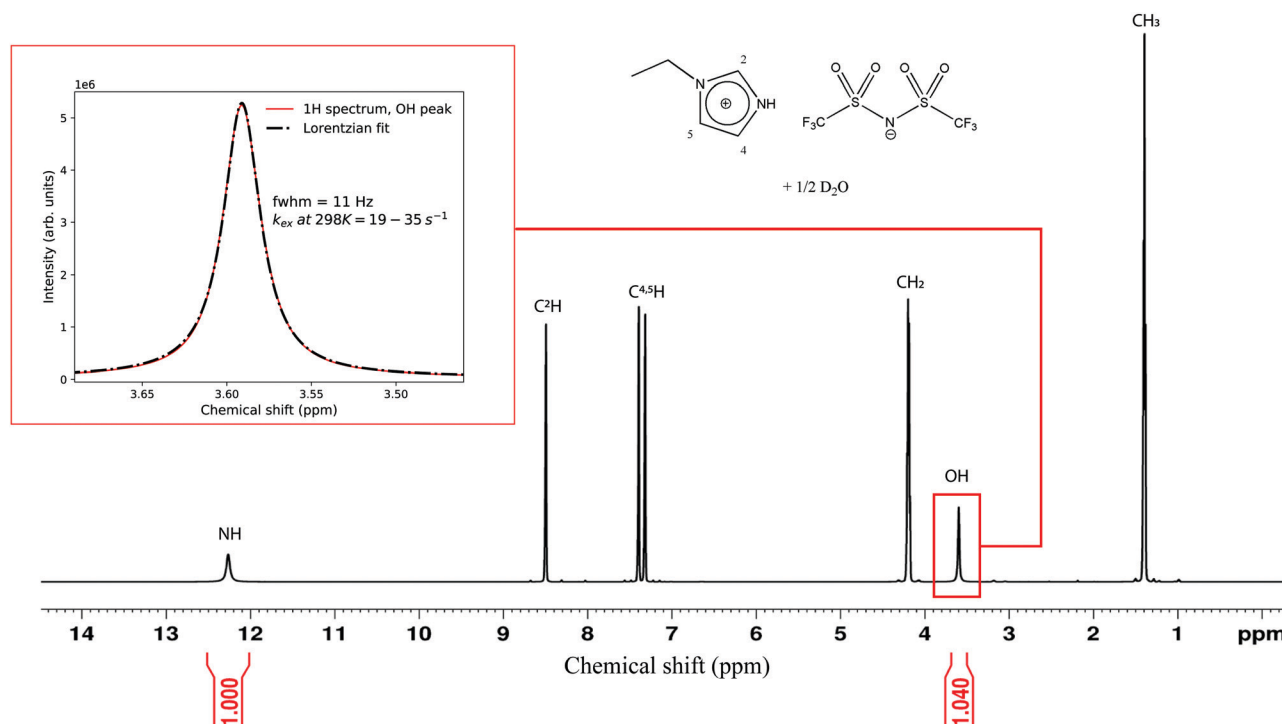 CH₃
1e6
1H spectrum, OH peak
Lorentzian fit
fwhm = 11 Hz
k_ex at 298K = 19 − 35 s⁻¹
Intensity (arb. units)
5
4
3
2
1
0
3.65 3.60 3.55 3.50
Chemical shift (ppm)
2
N
NH
⊕
5
4
O O O O
S S
F₃C N CF₃
⊖
+ 1/2 D₂O
C²H
C⁴,⁵H
CH₂
OH
NH
14 13 12 11 10 9 8 7 6 5 4 3 2 1 ppm
Chemical shift (ppm)
1.000
1.040